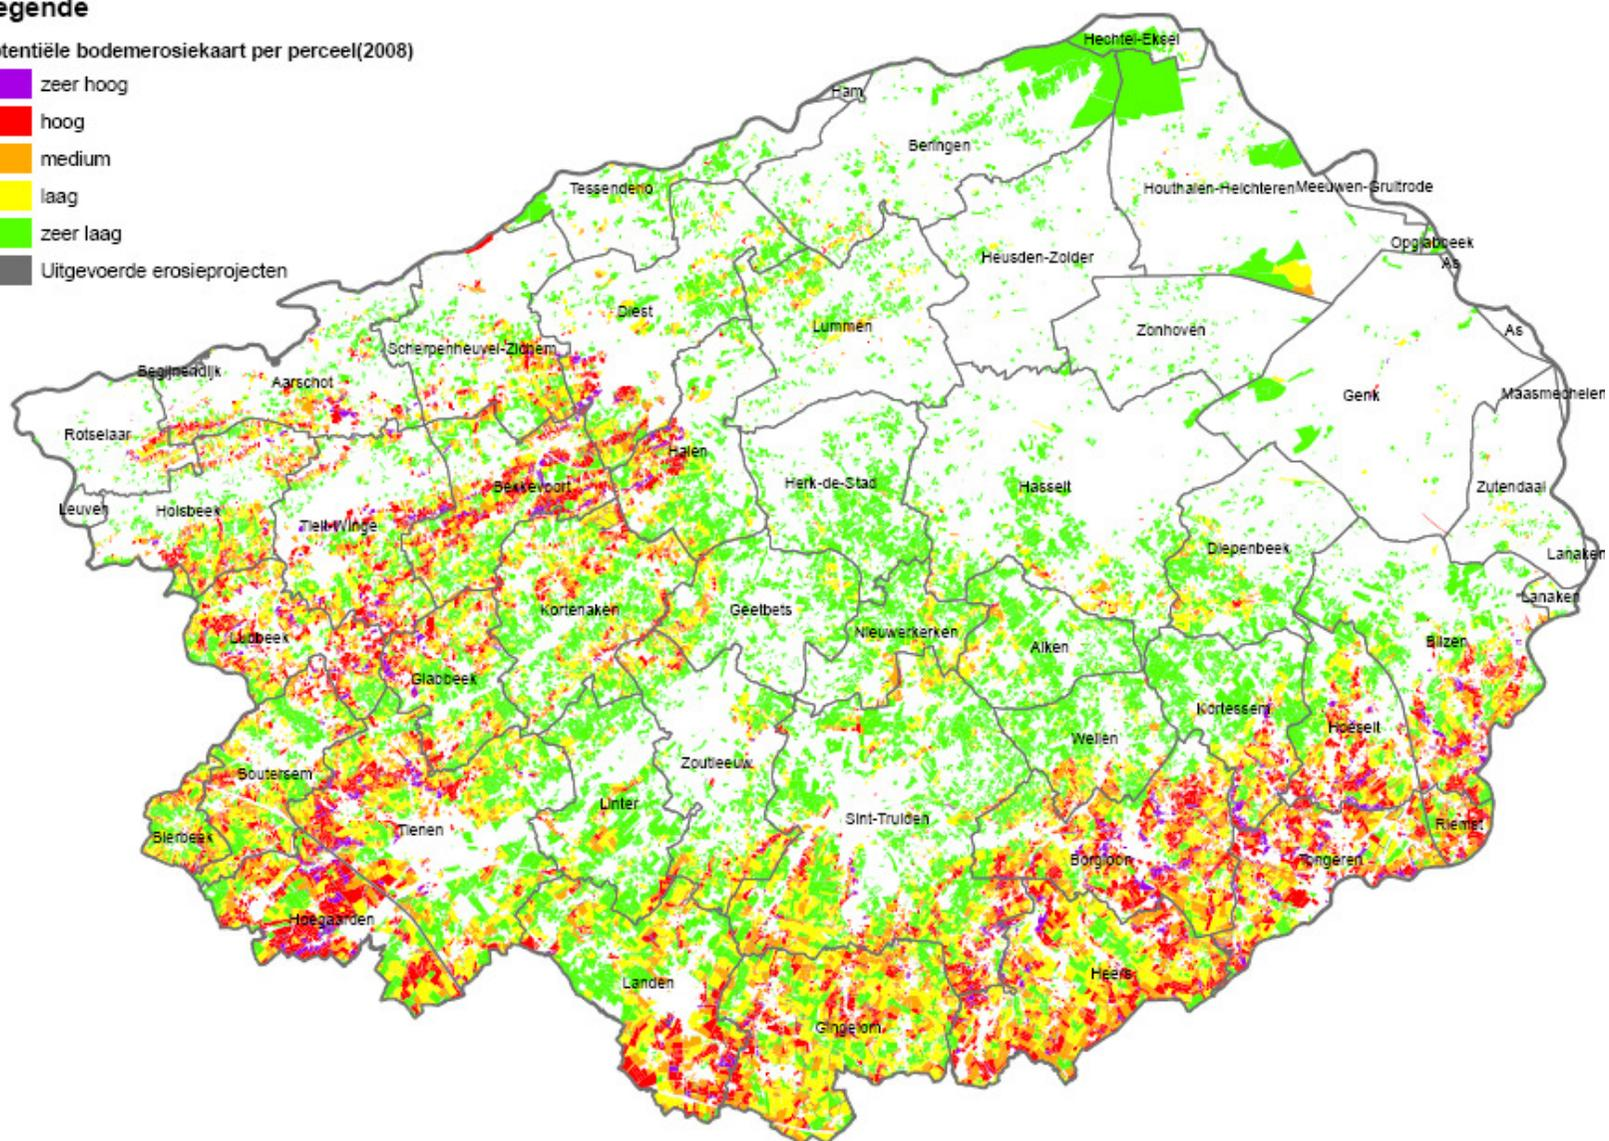 egende
tentiële bodemerosiekaart per perceel(2008)
zeer hoog
hoog
medium
laag
zeer laag
Uitgevoerde erosieprojecten
Hechtel-Eksel
Ham
Beringen
Tessenderlo
Houthalen-Helchteren
Meeuwen-Gruitrode
Opglabbeek
As
Heusden-Zolder
Diest
Lummen
Zonhoven
As
Scherpenheuvel-Zichem
Begijnendijk
Aarschot
Genk
Maasmechelen
Rotselaar
Halen
Herk-de-Stad
Hasselt
Bekkevoort
Zutendaal
Leuven
Holsbeek
Tielt-Winge
Diepenbeek
Lanaken
Lanaken
Kortenaken
Geetbets
Nieuwerkerken
Lubbeek
Alken
Bilzen
Glabbeek
Kortessem
Hoeselt
Wellen
Zoutleeuw
Boutersem
Linter
Sint-Truiden
Riemst
Tienen
Bierbeek
Borgloon
Tongeren
Hoegaarden
Heers
Landen
Gingelom